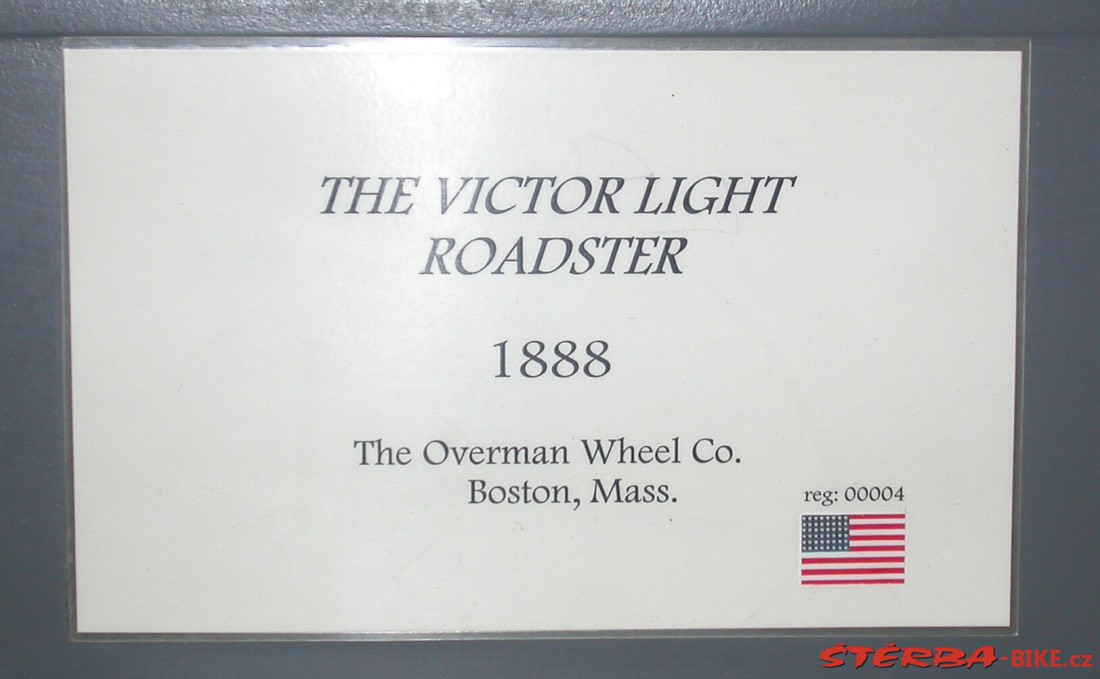 THE VICTOR LIGHT
ROADSTER
1888
The Overman Wheel Co.
Boston, Mass.
reg: 00004
ŠTĚRBA-BIKE.cz